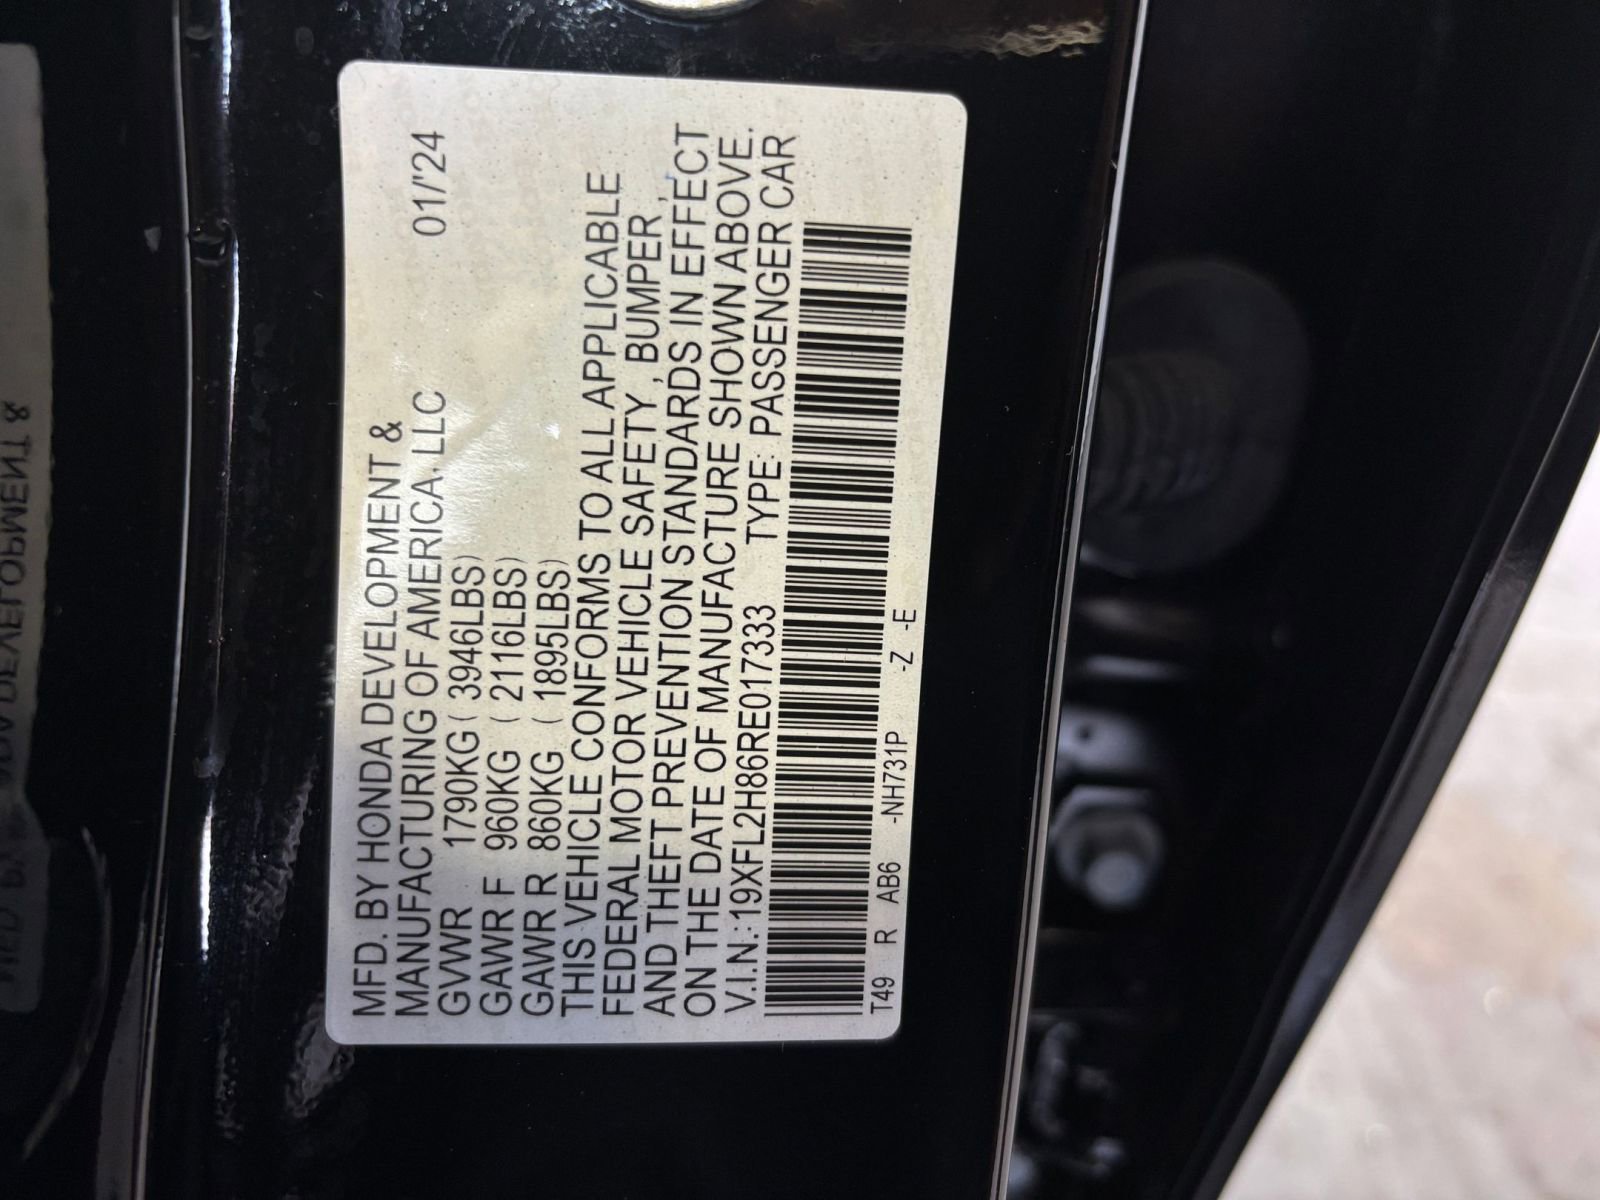 MFD. BY HONDA DEVELOPMENT &
MANUFACTURING OF AMERICA. LLC 01/'24
GVWR 1790KG ( 3946LBS)
GAWR F 960KG ( 2116LBS)
GAWR R 860KG ( 1895LBS)
THIS VEHICLE CONFORMS TO ALL APPLICABLE
FEDERAL MOTOR VEHICLE SAFETY , BUMPER ,
AND THEFT PREVENTION STANDARDS IN EFFECT
ON THE DATE OF MANUFACTURE SHOWN ABOVE.
V.I.N.:19XFL2H86RE017333 TYPE: PASSENGER CAR
T49 R AB6 -NH731P -Z -E